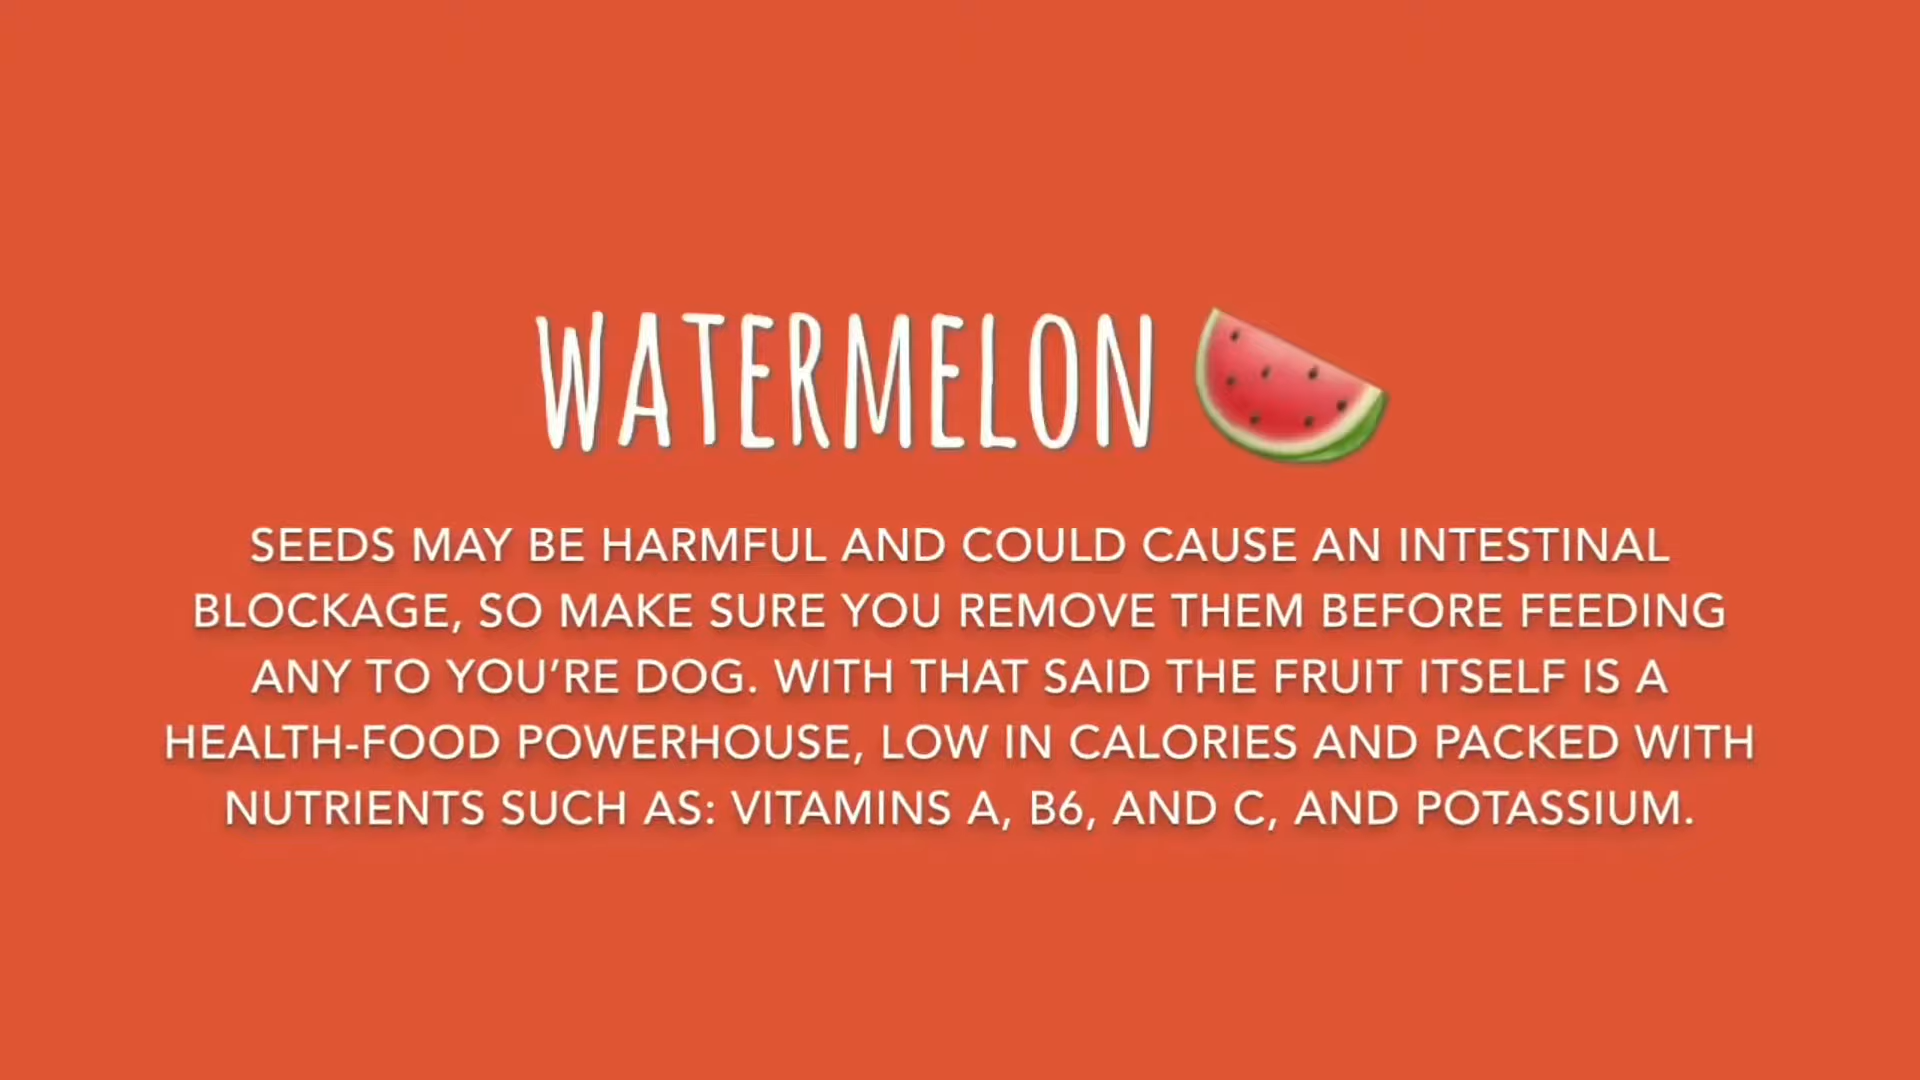 WATERMELON
SEEDS MAY BE HARMFUL AND COULD CAUSE AN INTESTINAL
BLOCKAGE, SO MAKE SURE YOU REMOVE THEM BEFORE FEEDING
ANY TO YOU’RE DOG. WITH THAT SAID THE FRUIT ITSELF IS A
HEALTH-FOOD POWERHOUSE, LOW IN CALORIES AND PACKED WITH
NUTRIENTS SUCH AS: VITAMINS A, B6, AND C, AND POTASSIUM.